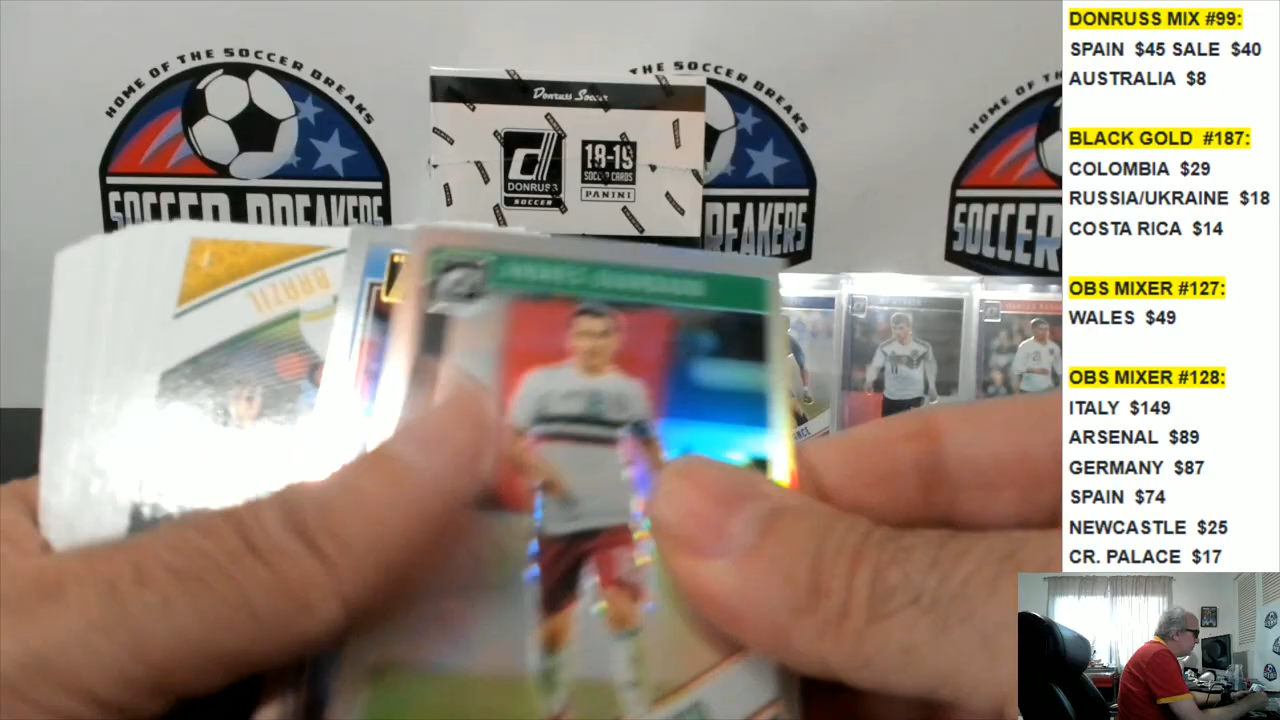 HOME OF THE SOCCER BREAKS
SOCCER BREAKERS
Donruss Soccer
d
DONRUSS
SOCCER
18-19
SOCCER CARDS
PANINI
BREAKERS
HOME OF THE
SOCCER
BRAZIL
DONRUSS MIX #99:
SPAIN $45 SALE $40
AUSTRALIA $8
BLACK GOLD #187:
COLOMBIA $29
RUSSIA/UKRAINE $18
COSTA RICA $14
OBS MIXER #127:
WALES $49
OBS MIXER #128:
ITALY $149
ARSENAL $89
GERMANY $87
SPAIN $74
NEWCASTLE $25
CR. PALACE $17